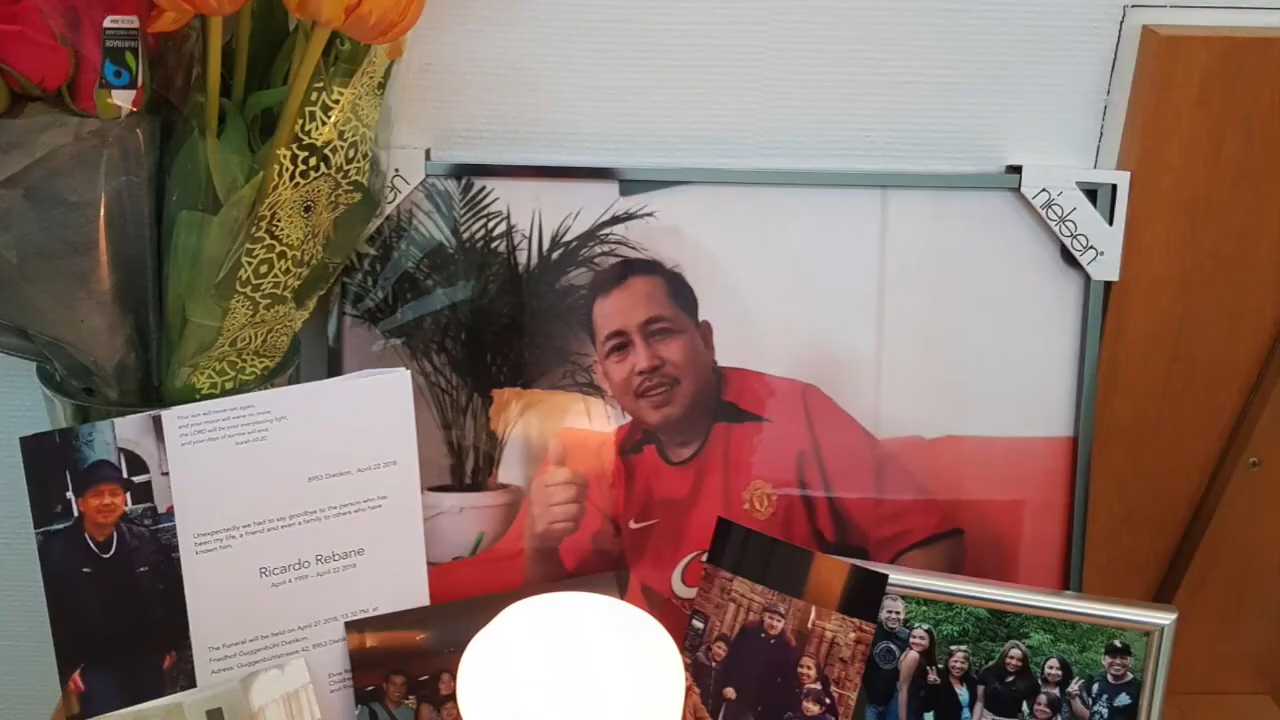 FAIRTRADE
nielsen
Your sun will never set again,
and your moon will wane no more;
the LORD will be your everlasting light,
and your days of sorrow will end.
Isaiah 60:20
8953 Dietikon, April 22 2018
Unexpectedly we had to say goodbye to the person who has
been my life, a friend and even a family to others who have
known him.
Ricardo Rebane
April 4 1959 – April 22 2018
The Funeral will be held on April 27 2018, 13.30 PM, at
Friedhof Guggenbühl Dietikon.
Adress: Guggenbühlstrasse 42, 8953
nielsen®